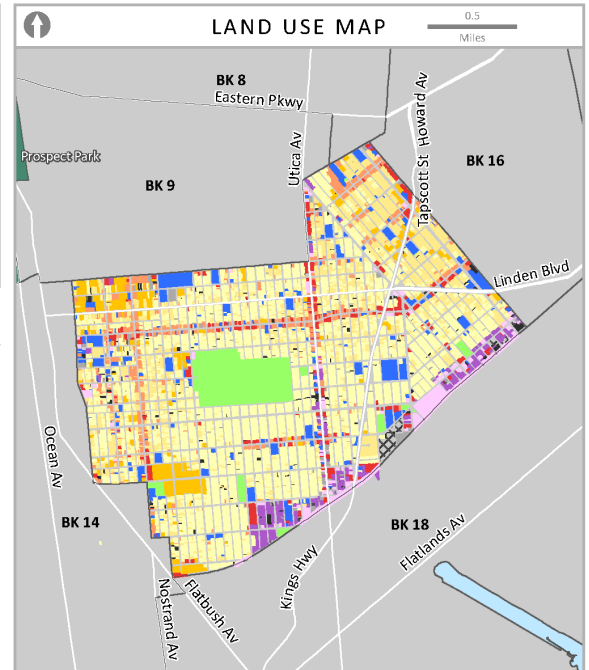 LAND USE MAP
0.5
Miles
BK 8
Eastern Pkwy
Utica Av
Tapscott St Howard Av
Prospect Park
BK 9
BK 16
Linden Blvd
Ocean Av
BK 14
BK 18
Flatlands Av
Kings Hwy
Nostrand Av
Flatbush Av